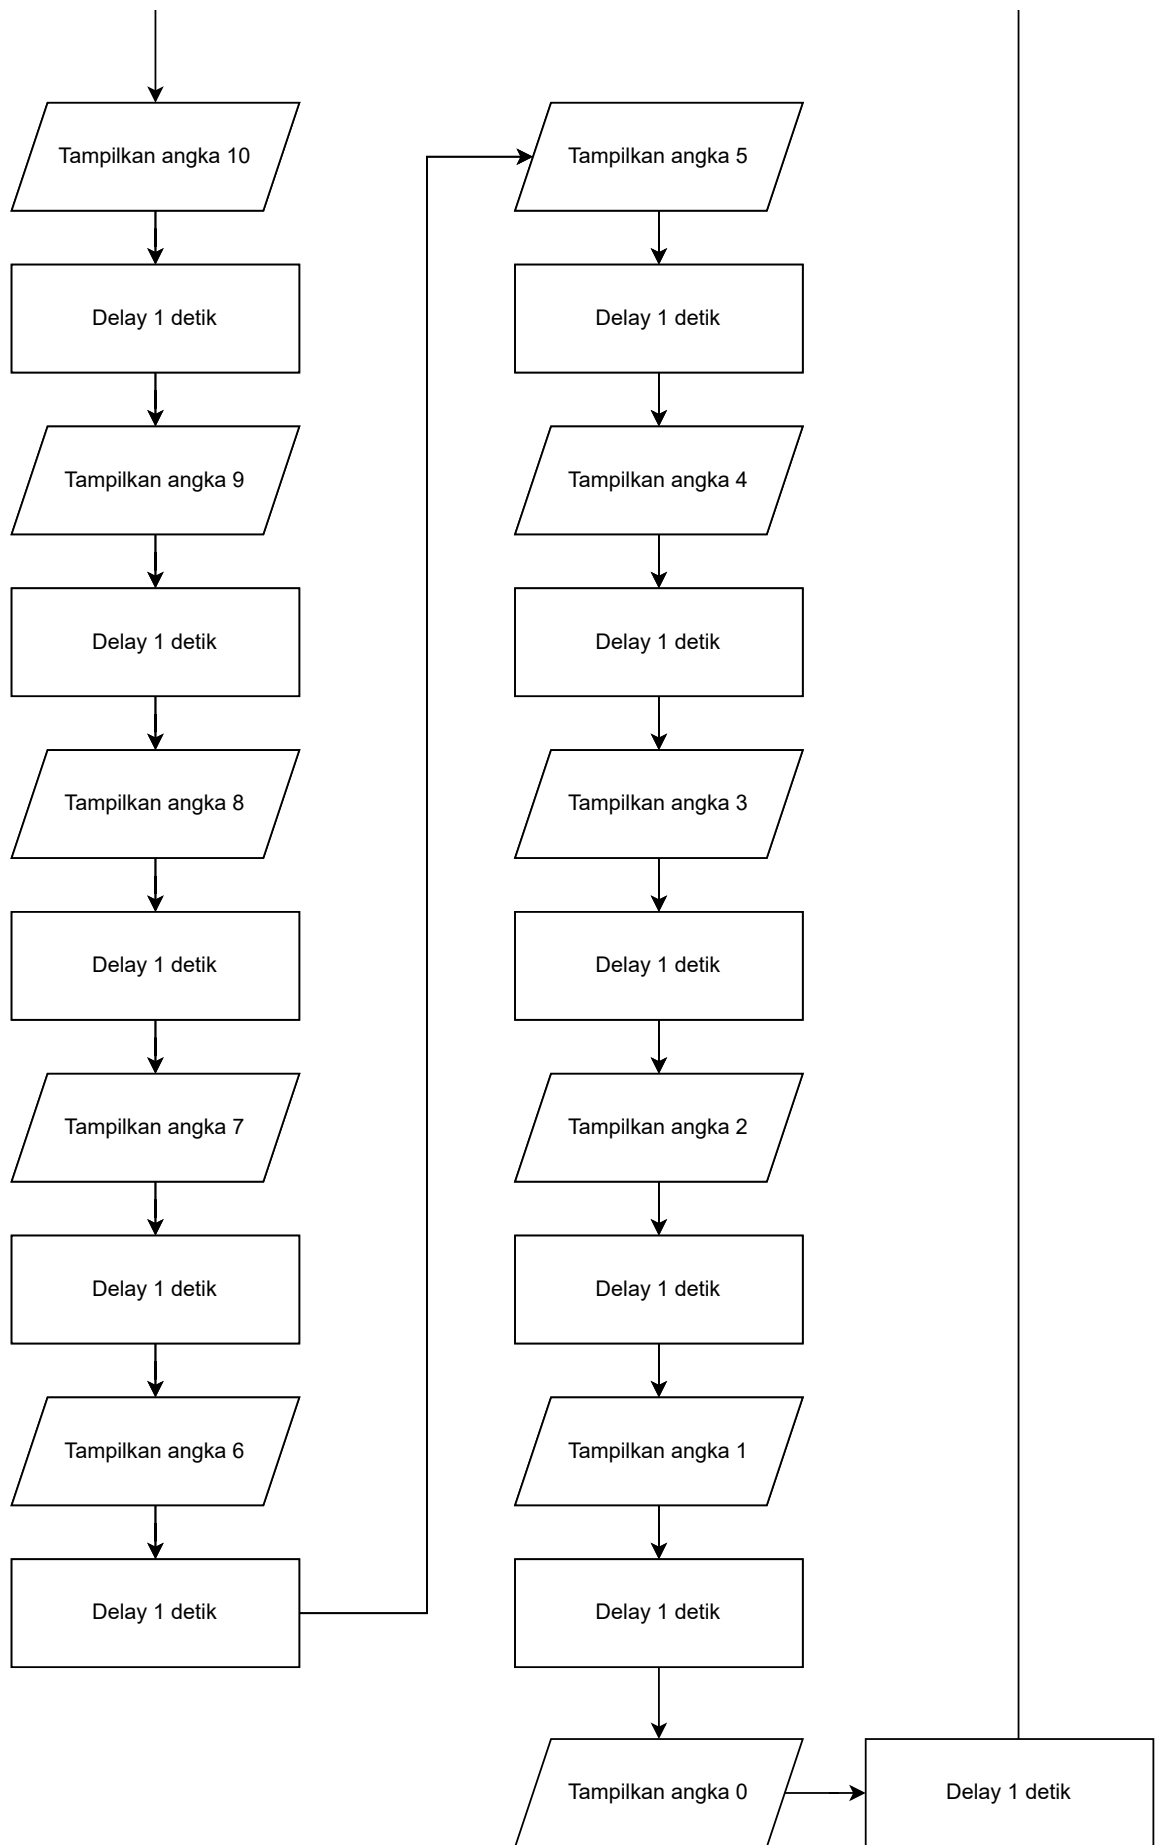 Tampilkan angka 10
Delay 1 detik
Tampilkan angka 9
Delay 1 detik
Tampilkan angka 8
Delay 1 detik
Tampilkan angka 7
Delay 1 detik
Tampilkan angka 6
Delay 1 detik
Tampilkan angka 5
Delay 1 detik
Tampilkan angka 4
Delay 1 detik
Tampilkan angka 3
Delay 1 detik
Tampilkan angka 2
Delay 1 detik
Tampilkan angka 1
Delay 1 detik
Tampilkan angka 0
Delay 1 detik